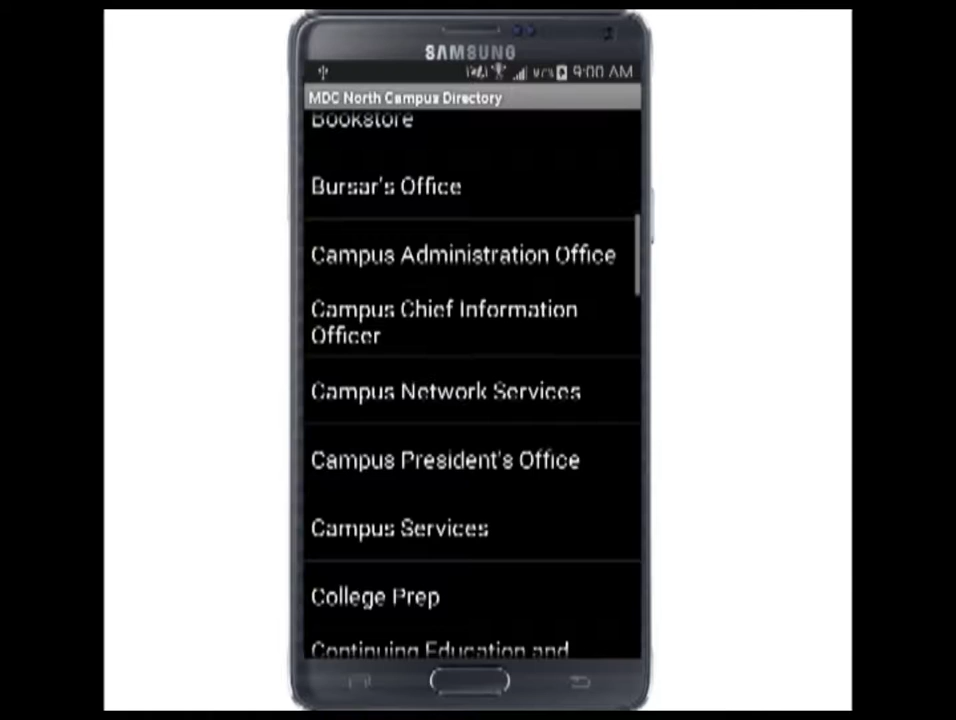 SAMSUNG
9:00 AM
MDC North Campus Directory
Bookstore
Bursar's Office
Campus Administration Office
Campus Chief Information
Officer
Campus Network Services
Campus President's Office
Campus Services
College Prep
Continuing Education and